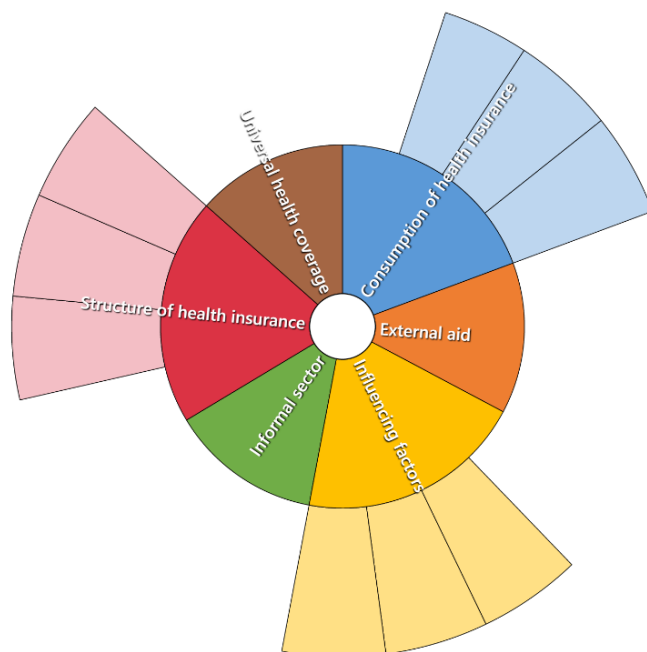 Universal health coverage
Consumption of health insurance
Structure of health insurance
External aid
Informal sector
Influencing factors